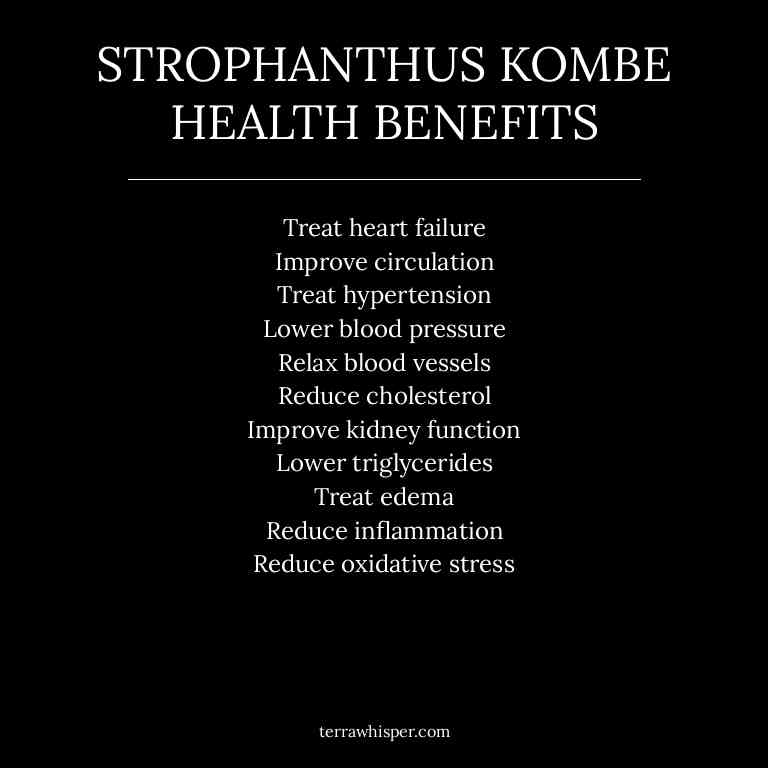 STROPHANTHUS KOMBE
HEALTH BENEFITS
Treat heart failure
Improve circulation
Treat hypertension
Lower blood pressure
Relax blood vessels
Reduce cholesterol
Improve kidney function
Lower triglycerides
Treat edema
Reduce inflammation
Reduce oxidative stress
terrawhisper.com